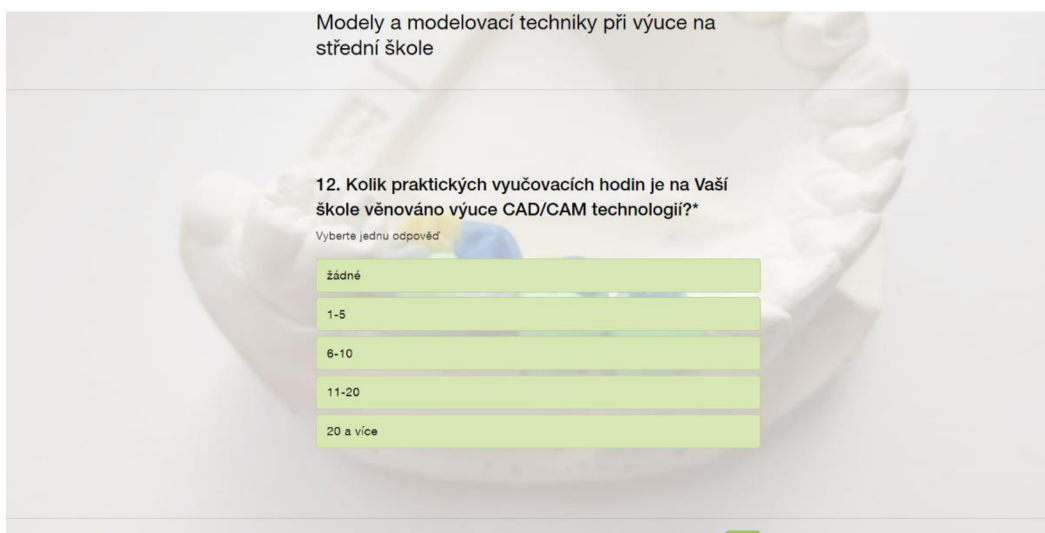 Modely a modelovací techniky při výuce na
střední škole
12. Kolik praktických vyučovacích hodin je na Vaší
škole věnováno výuce CAD/CAM technologií?*
Vyberte jednu odpověď
žádné
1-5
6-10
11-20
20 a více